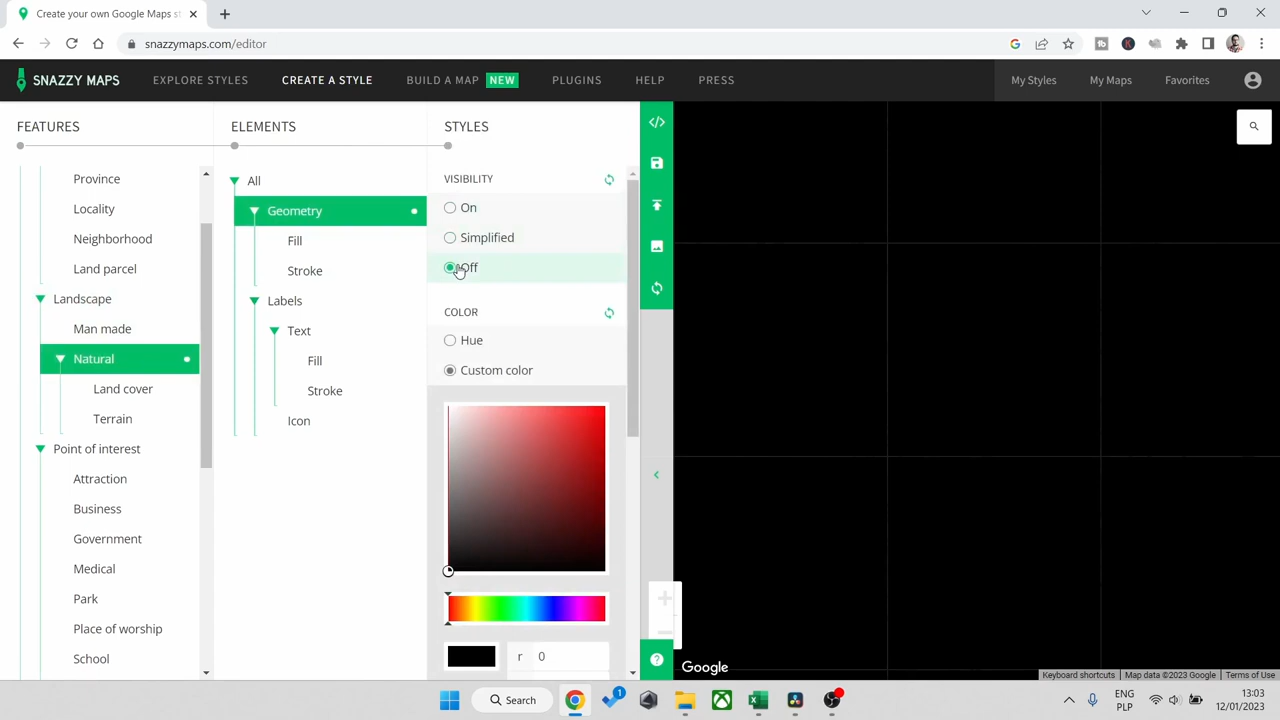 Create your own Google Maps st
snazzymaps.com/editor
SNAZZY MAPS
EXPLORE STYLES
CREATE A STYLE
BUILD A MAP NEW
PLUGINS
HELP
PRESS
My Styles
My Maps
Favorites
FEATURES
Province
Locality
Neighborhood
Land parcel
Landscape
Man made
Natural
Land cover
Terrain
Point of interest
Attraction
Business
Government
Medical
Park
Place of worship
School
ELEMENTS
All
Geometry
Fill
Stroke
Labels
Text
Fill
Stroke
Icon
STYLES
VISIBILITY
On
Simplified
Off
COLOR
Hue
Custom color
r 0
Google
Keyboard shortcuts
Map data ©2023 Google
Terms of Use
Search
1
ENG
PLP
13:03
12/01/2023